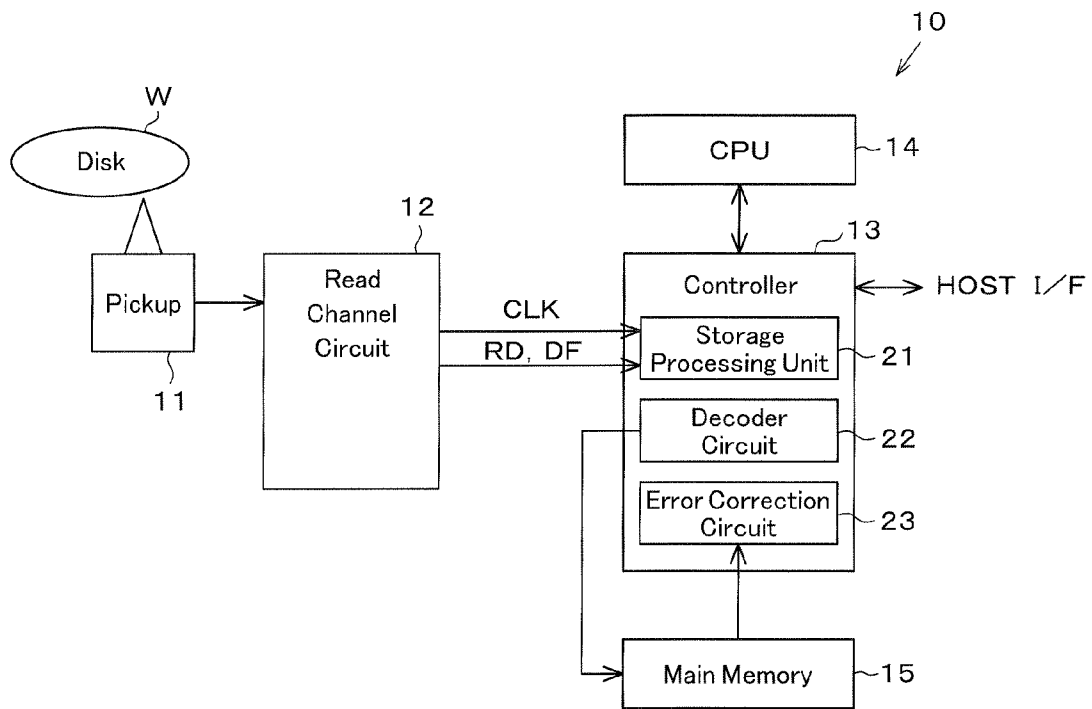 10
W
Disk
CPU
14
12
13
Read
Channel
Circuit
Controller
HOST I/F
Pickup
CLK
Storage
Processing Unit
21
RD, DF
11
Decoder
Circuit
22
Error Correction
Circuit
23
Main Memory
15